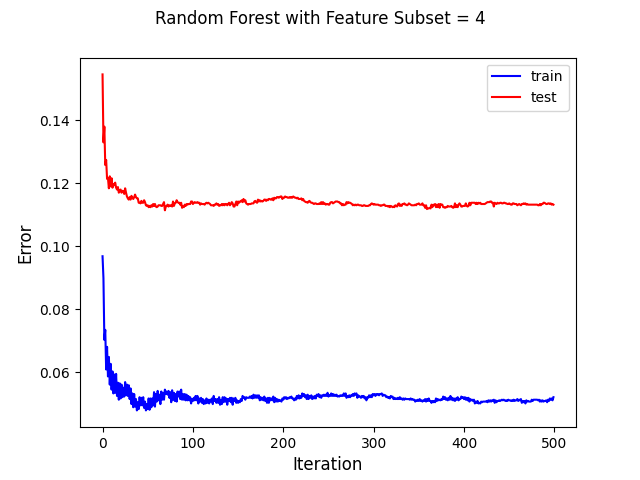 Random Forest with Feature Subset = 4
train
test
0.14
0.12
0.10
0.08
0.06
Error
0 100 200 300 400 500
Iteration